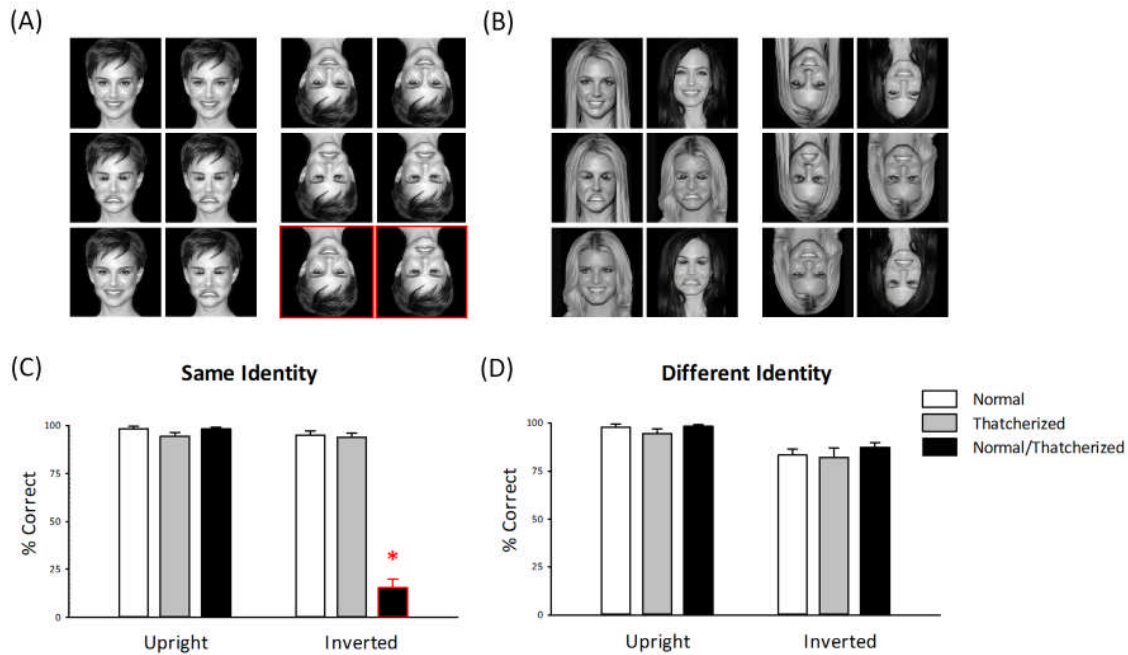 (A)
(B)
(C)
Same Identity
(D)
Different Identity
Normal
Thatcherized
Normal/Thatcherized
% Correct
100
75
50
25
0
*
Upright
Inverted
% Correct
100
75
50
25
0
Upright
Inverted